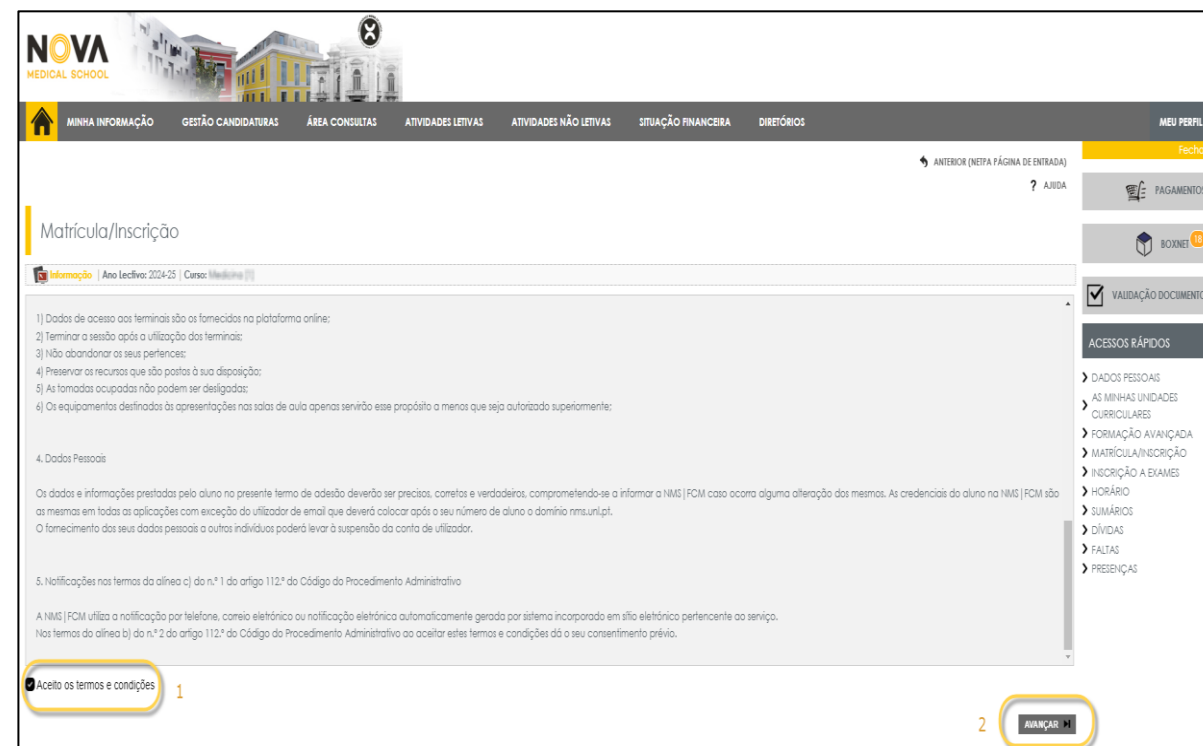 NOVA
MEDICAL SCHOOL
MINHA INFORMAÇÃO GESTÃO CANDIDATURAS ÁREA CONSULTAS ATIVIDADES LETIVAS ATIVIDADES NÃO LETIVAS SITUAÇÃO FINANCEIRA DIRETÓRIOS MEU PERFIL
ANTERIOR (NETPA PÁGINA DE ENTRADA)
? AJUDA
Fecha
PAGAMENTOS
BOXNET 18
VALIDAÇÃO DOCUMENTO
Matrícula/Inscrição
Informação | Ano Lectivo: 2024-25 | Curso: Medicina [1]
1) Dados de acesso aos terminais são os fornecidos na plataforma online;
2) Terminar a sessão após a utilização dos terminais;
3) Não abandonar os seus pertences;
4) Preservar os recursos que são postos à sua disposição;
5) As tomadas ocupadas não podem ser desligadas;
6) Os equipamentos destinados às apresentações nas salas de aula apenas servirão esse propósito a menos que seja autorizado superiormente;
4. Dados Pessoais
Os dados e informações prestadas pelo aluno no presente termo de adesão deverão ser precisos, corretos e verdadeiros, comprometendo-se a informar a NMS|FCM caso ocorra alguma alteração dos mesmos. As credenciais do aluno na NMS|FCM são
as mesmas em todas as aplicações com exceção do utilizador de email que deverá colocar após o seu número de aluno o domínio nms.unl.pt.
O fornecimento dos seus dados pessoais a outros indivíduos poderá levar à suspensão da conta de utilizador.
5. Notificações nos termos da alínea c) do n.º 1 do artigo 112.º do Código do Procedimento Administrativo
A NMS|FCM utiliza a notificação por telefone, correio eletrónico ou notificação eletrónica automaticamente gerada por sistema incorporado em sítio eletrónico pertencente ao serviço.
Nos termos do alínea b) do n.º 2 do artigo 112.º do Código do Procedimento Administrativo ao aceitar estes termos e condições dá o seu consentimento prévio.
Aceito os termos e condições
1
2
AVANÇAR
ACESSOS RÁPIDOS
DADOS PESSOAIS
AS MINHAS UNIDADES
CURRICULARES
FORMAÇÃO AVANÇADA
MATRÍCULA/INSCRIÇÃO
INSCRIÇÃO A EXAMES
HORÁRIO
SUMÁRIOS
DÍVIDAS
FALTAS
PRESENÇAS